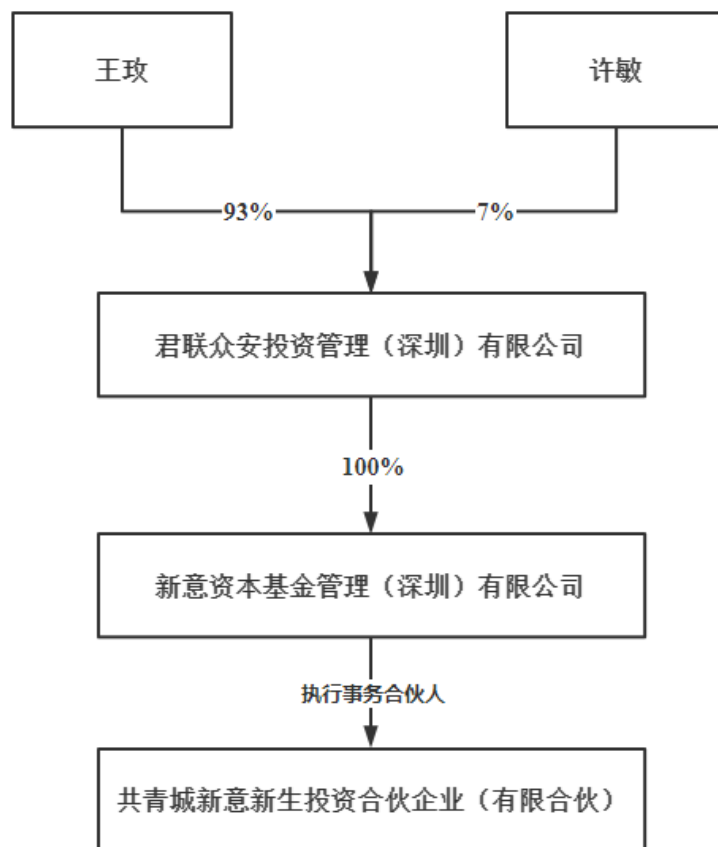 王玫
许敏
93%
7%
君联众安投资管理（深圳）有限公司
100%
新意资本基金管理（深圳）有限公司
执行事务合伙人
共青城新意新生投资合伙企业（有限合伙）